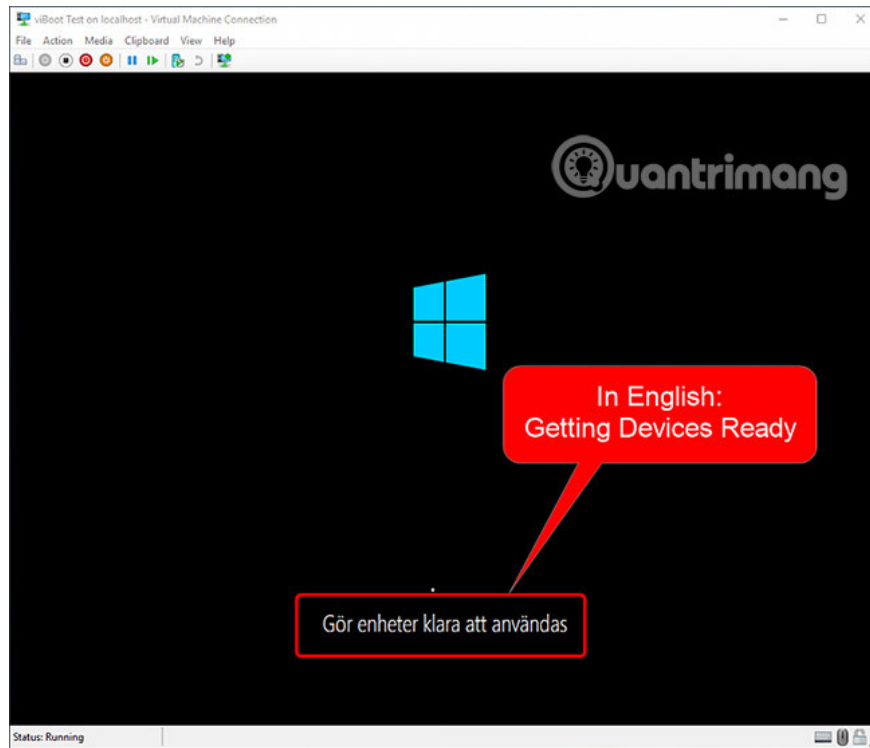 viBoot Test on localhost - Virtual Machine Connection
File Action Media Clipboard View Help
Quantrimang
In English:
Getting Devices Ready
Gör enheter klara att användas
Status: Running